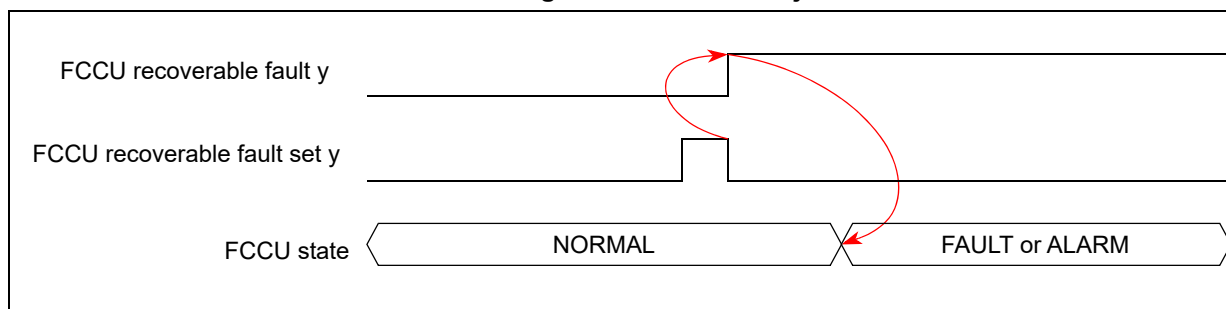 FCCU recoverable fault y
FCCU recoverable fault set y
FCCU state
NORMAL
FAULT or ALARM